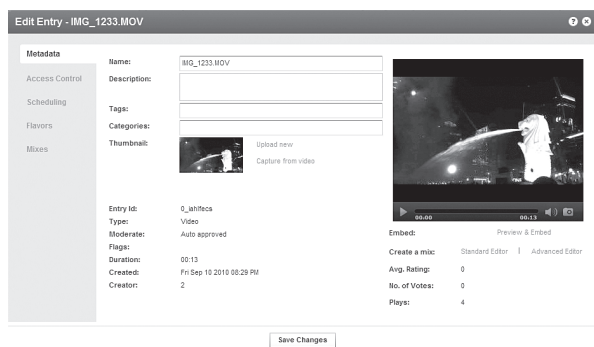 Edit Entry - IMG_1233.MOV
Metadata
Access Control
Scheduling
Flavors
Mixes
Name: IMG_1233.MOV
Description:
Tags:
Categories:
Thumbnail:
Upload new
Capture from video
Entry Id: 0_iahlfecs
Type: Video
Moderate: Auto approved
Flags:
Duration: 00:13
Created: Fri Sep 10 2010 08:29 PM
Creator: 2
00:00 00:13
Embed: Preview & Embed
Create a mix: Standard Editor | Advanced Editor
Avg. Rating: 0
No. of Votes: 0
Plays: 4
Save Changes